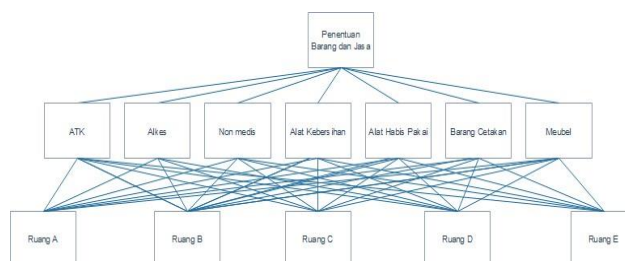 Penentuan
Barang dan Jasa
ATK
Alkes
Non medis
Alat Kebersihan
Alat Habis Pakai
Barang Cetakan
Meubel
Ruang A
Ruang B
Ruang C
Ruang D
Ruang E